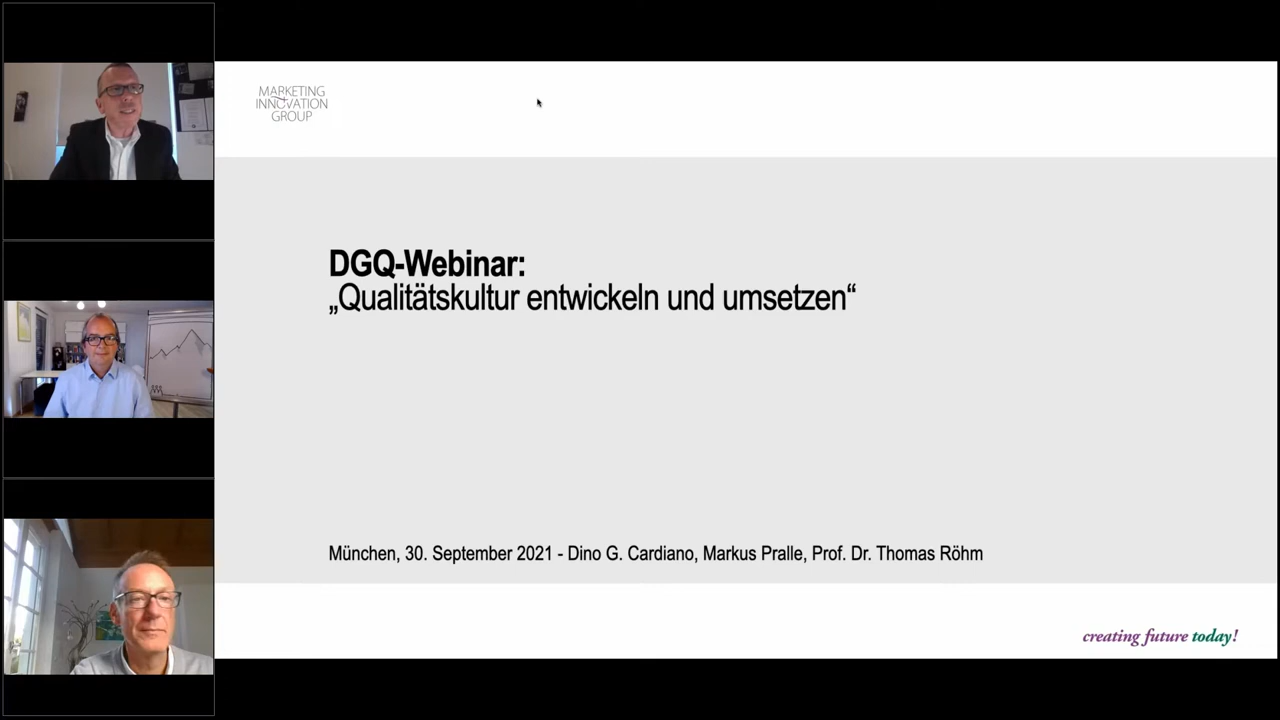 MARKETING
INNOVATION
GROUP
DGQ-Webinar:
„Qualitätskultur entwickeln und umsetzen“
München, 30. September 2021 - Dino G. Cardiano, Markus Pralle, Prof. Dr. Thomas Röhm
creating future today!